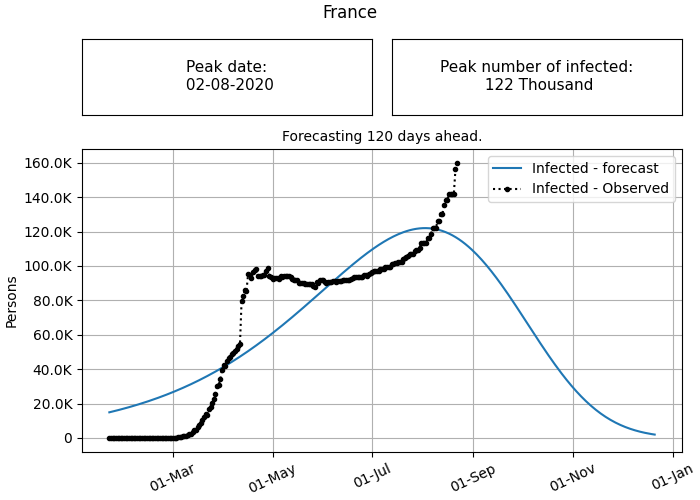 France
Peak date:
02-08-2020
Peak number of infected:
122 Thousand
Forecasting 120 days ahead.
160.0K
140.0K
120.0K
100.0K
80.0K
60.0K
40.0K
20.0K
0
Persons
Infected - forecast
Infected - Observed
01-Mar
01-May
01-Jul
01-Sep
01-Nov
01-Jan